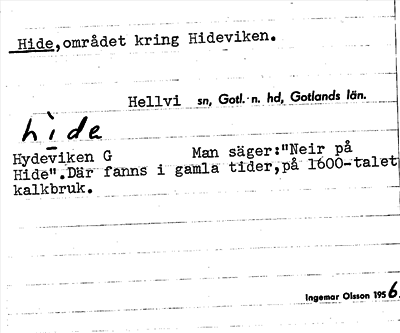 Hide,området kring Hideviken.
Hellvi sn, Gotl. n. hd, Gotlands län.
hide
Hydeviken G Man säger:"Neir på
Hide".Där fanns i gamla tider,på 1600-talet
kalkbruk.
Ingemar Olsson 1956.